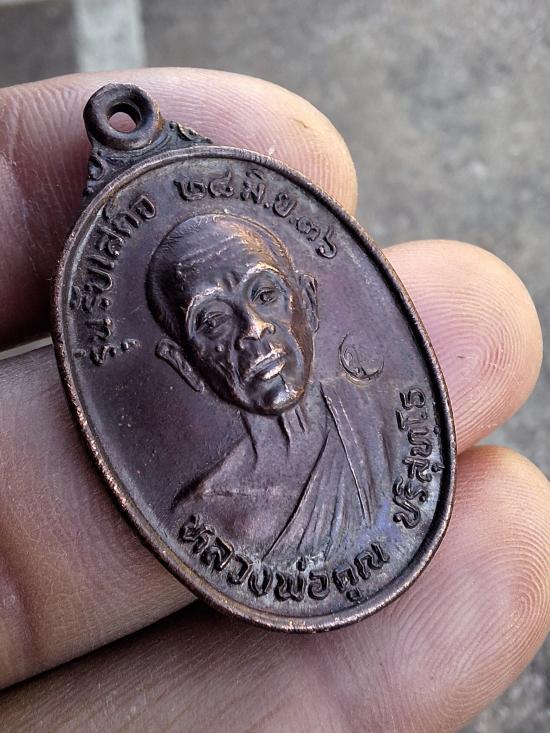 รุ่นรับเสด็จ ๒๔ มิ.ย.๓๖
หลวงพ่อคูณ ปริสุทฺโธ